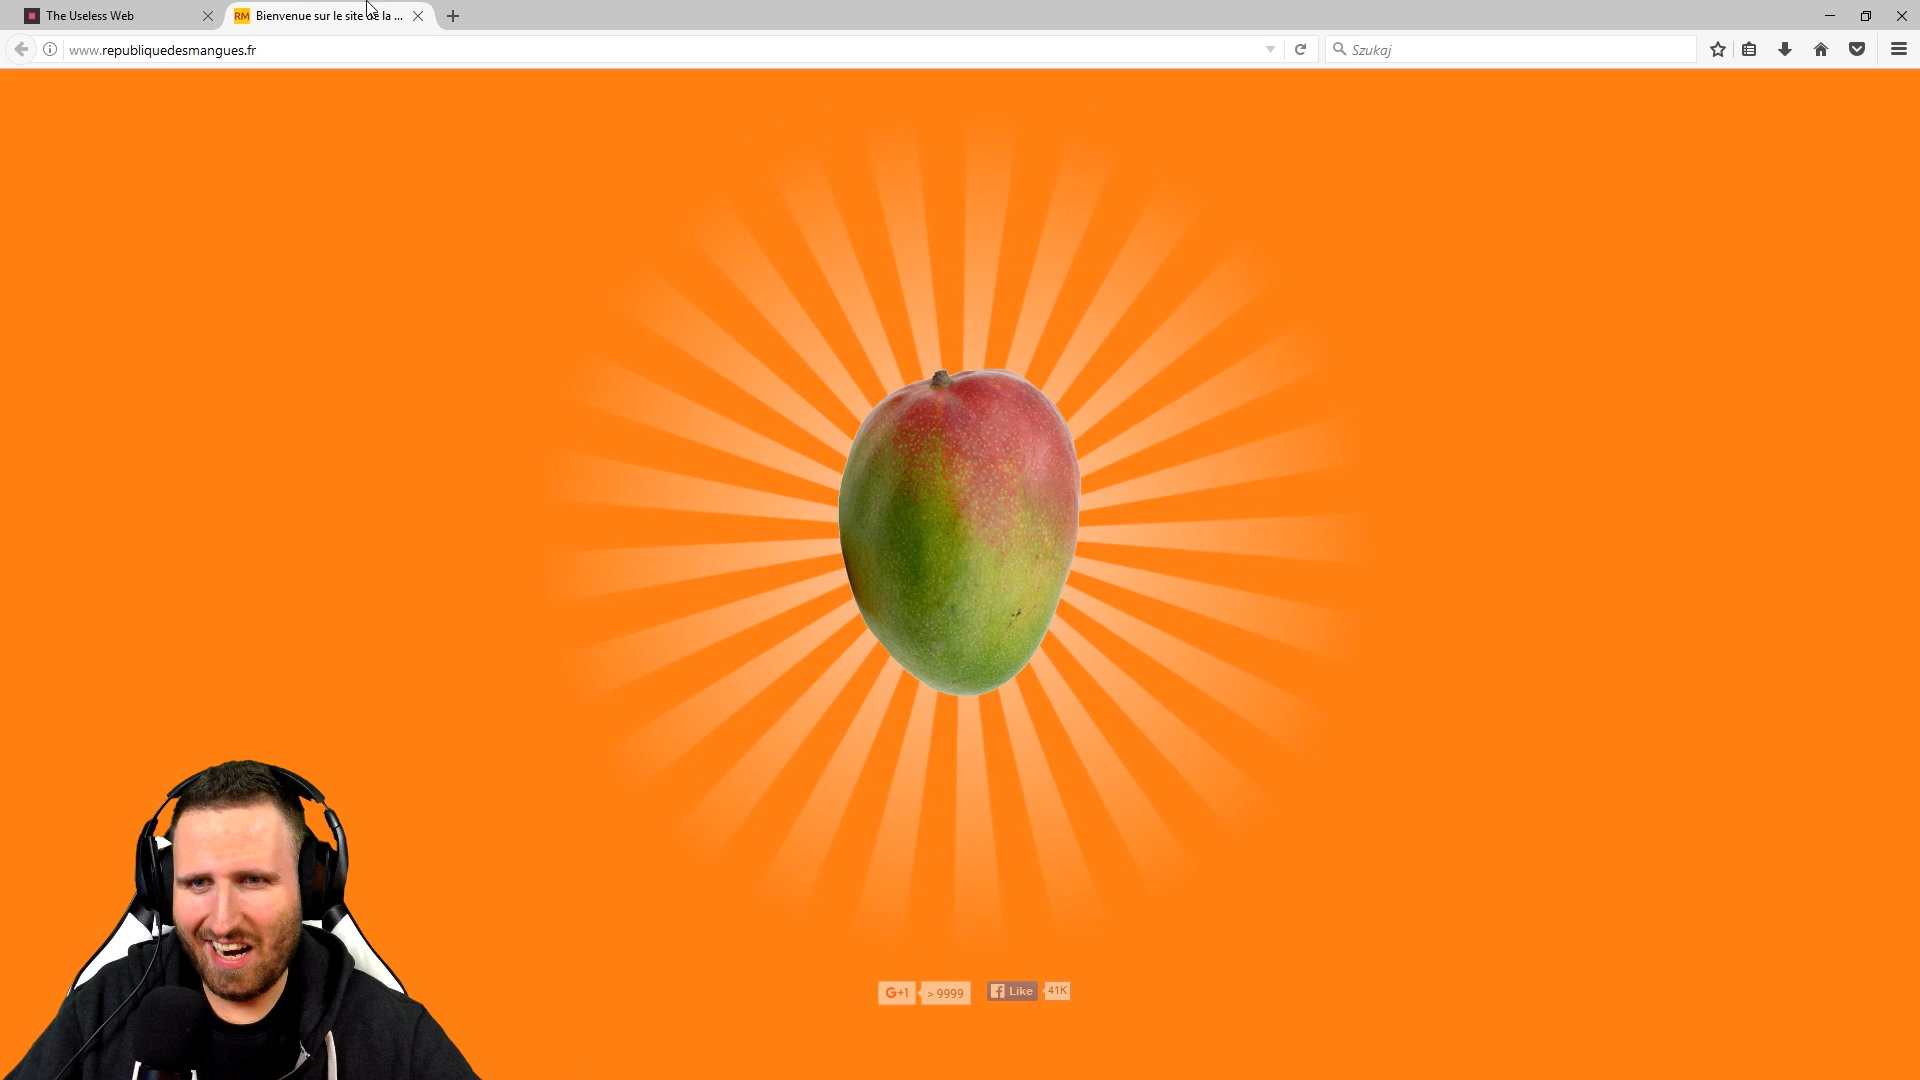 The Useless Web
RM Bienvenue sur le site de la ...
www.republiquedesmangues.fr
Szukaj
G+1 > 9999 f Like 41K